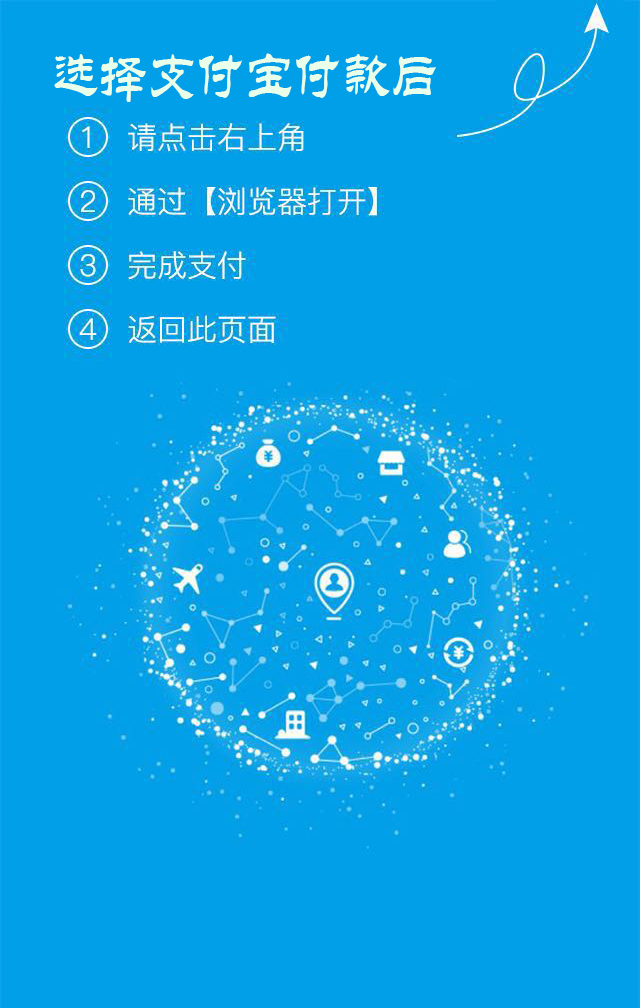 选择支付宝付款后
① 请点击右上角
② 通过【浏览器打开】
③ 完成支付
④ 返回此页面
¥
¥